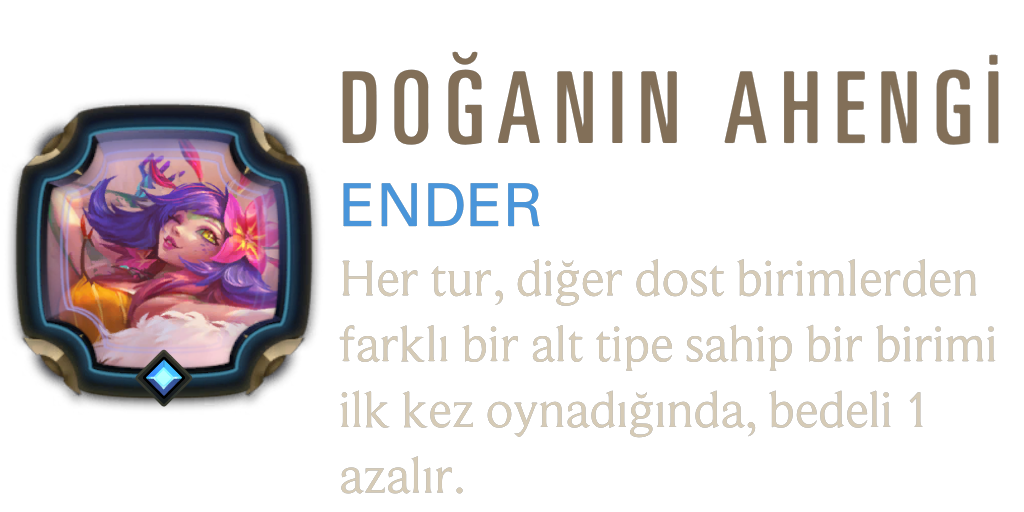 DOĞANIN AHENGİ
ENDER
Her tur, diğer dost birimlerden
farklı bir alt tipe sahip bir birimi
ilk kez oynadığında, bedeli 1
azalır.